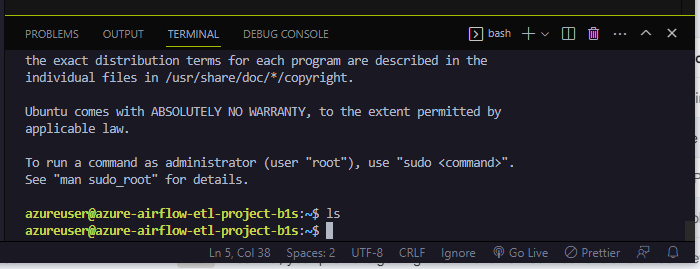 PROBLEMS OUTPUT TERMINAL DEBUG CONSOLE bash
the exact distribution terms for each program are described in the
individual files in /usr/share/doc/*/copyright.
Ubuntu comes with ABSOLUTELY NO WARRANTY, to the extent permitted by
applicable law.
To run a command as administrator (user "root"), use "sudo <command>".
See "man sudo_root" for details.
azureuser@azure-airflow-etl-project-b1s:~$ ls
azureuser@azure-airflow-etl-project-b1s:~$
Ln 5, Col 38 Spaces: 2 UTF-8 CRLF Ignore Go Live Prettier